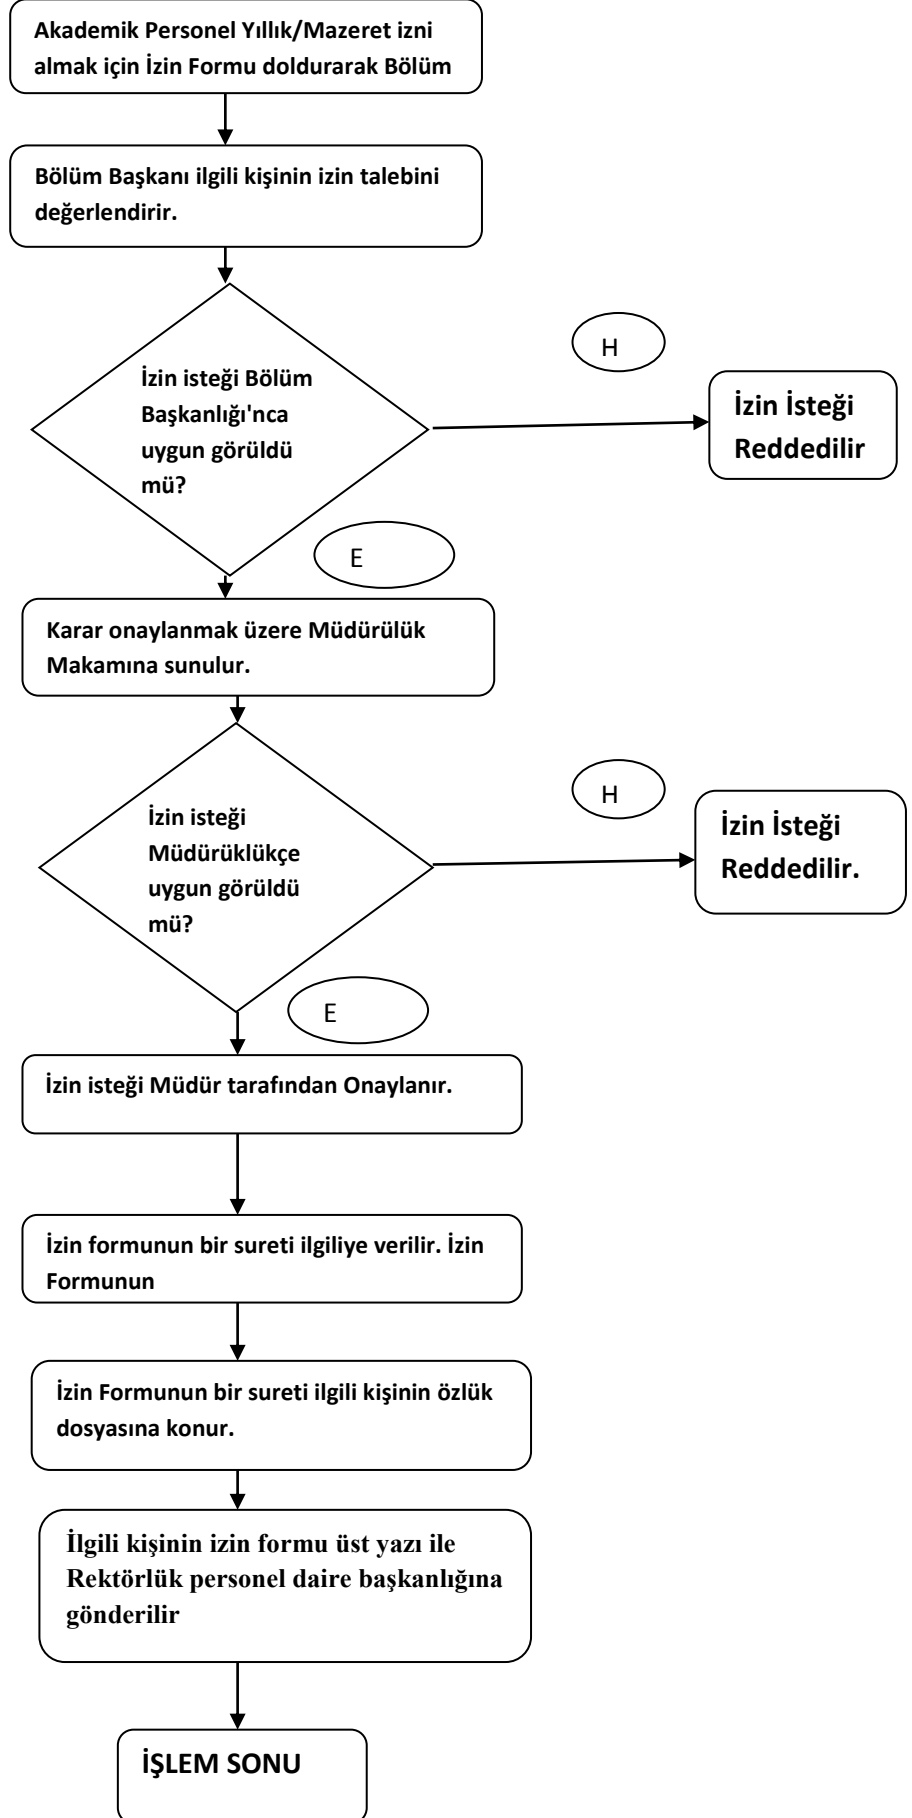 Akademik Personel Yıllık/Mazeret izni
almak için İzin Formu doldurarak Bölüm
Bölüm Başkanı ilgili kişinin izin talebini
değerlendirir.
İzin isteği Bölüm
Başkanlığı'nca
uygun görüldü
mü?
H
İzin İsteği
Reddedilir
E
Karar onaylanmak üzere Müdürülük
Makamına sunulur.
İzin isteği
Müdürüklükçe
uygun görüldü
mü?
H
İzin İsteği
Reddedilir.
E
İzin isteği Müdür tarafından Onaylanır.
İzin formunun bir sureti ilgiliye verilir. İzin
Formunun
İzin Formunun bir sureti ilgili kişinin özlük
dosyasına konur.
İlgili kişinin izin formu üst yazı ile
Rektörlük personel daire başkanlığına
gönderilir
İŞLEM SONU